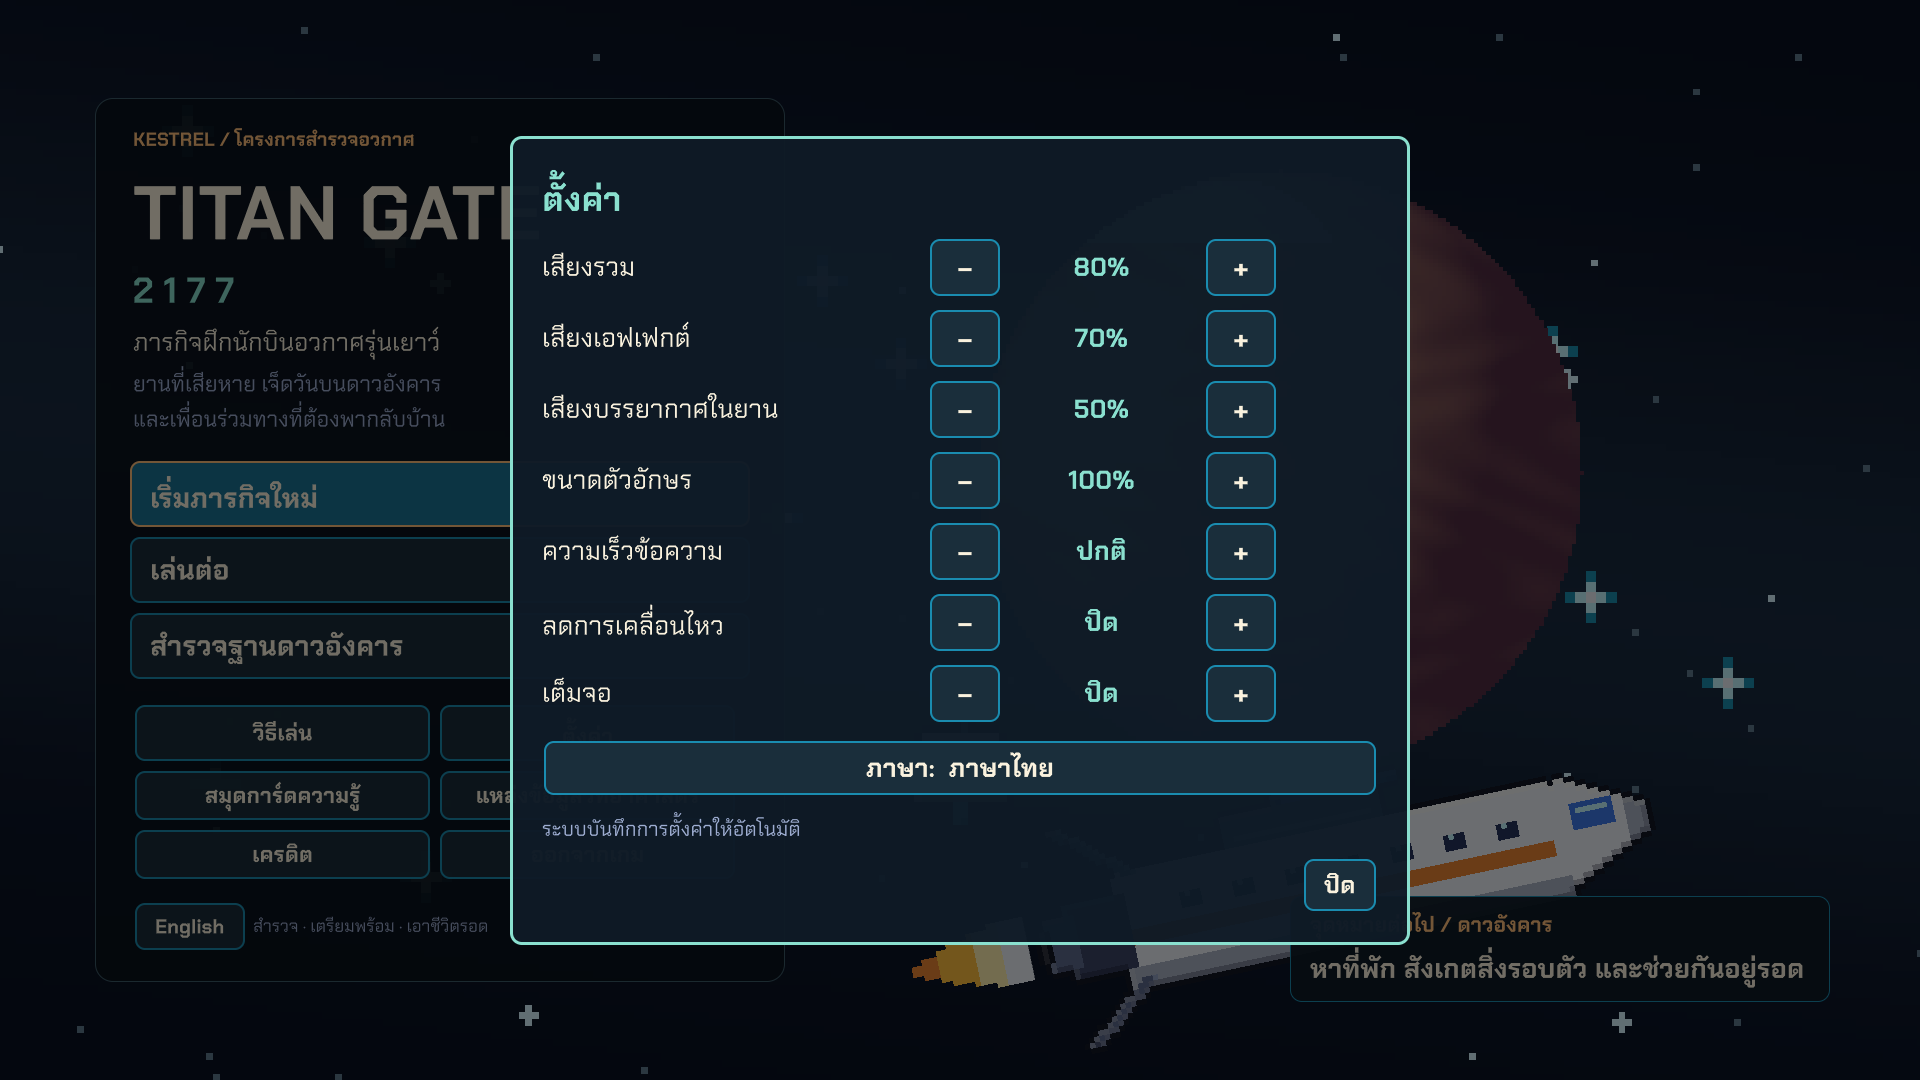 KESTREL / โครงการสำรวจอวกาศ
TITAN GATE
2177
ภารกิจฝึกนักบินอวกาศรุ่นเยาว์
ยานที่เสียหาย เจ็ดวันบนดาวอังคาร
และเพื่อนร่วมทางที่ต้องพากลับบ้าน
เริ่มภารกิจใหม่
เล่นต่อ
สำรวจฐานดาวอังคาร
วิธีเล่น
สมุดการ์ดความรู้
เครดิต
English
สำรวจ · เตรียมพร้อม · เอาชีวิตรอด
ตั้งค่า
เสียงรวม – 80% +
เสียงเอฟเฟกต์ – 70% +
เสียงบรรยากาศในยาน – 50% +
ขนาดตัวอักษร – 100% +
ความเร็วข้อความ – ปกติ +
ลดการเคลื่อนไหว – ปิด +
เต็มจอ – ปิด +
ภาษา: ภาษาไทย
ระบบบันทึกการตั้งค่าให้อัตโนมัติ
ปิด
/ ดาวอังคาร
หาที่พัก สังเกตสิ่งรอบตัว และช่วยกันอยู่รอด